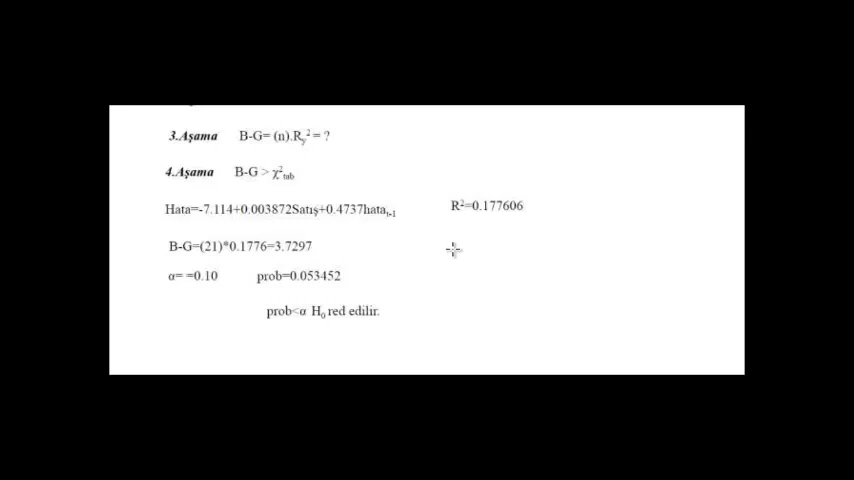 3.Aşama B-G= (n).Ry² = ?
4.Aşama B-G > χ²tab
Hata=-7.114+0.003872Satış+0.4737hatat-1 R²=0.177606
B-G=(21)*0.1776=3.7297
α= =0.10 prob=0.053452
prob<α H0 red edilir.